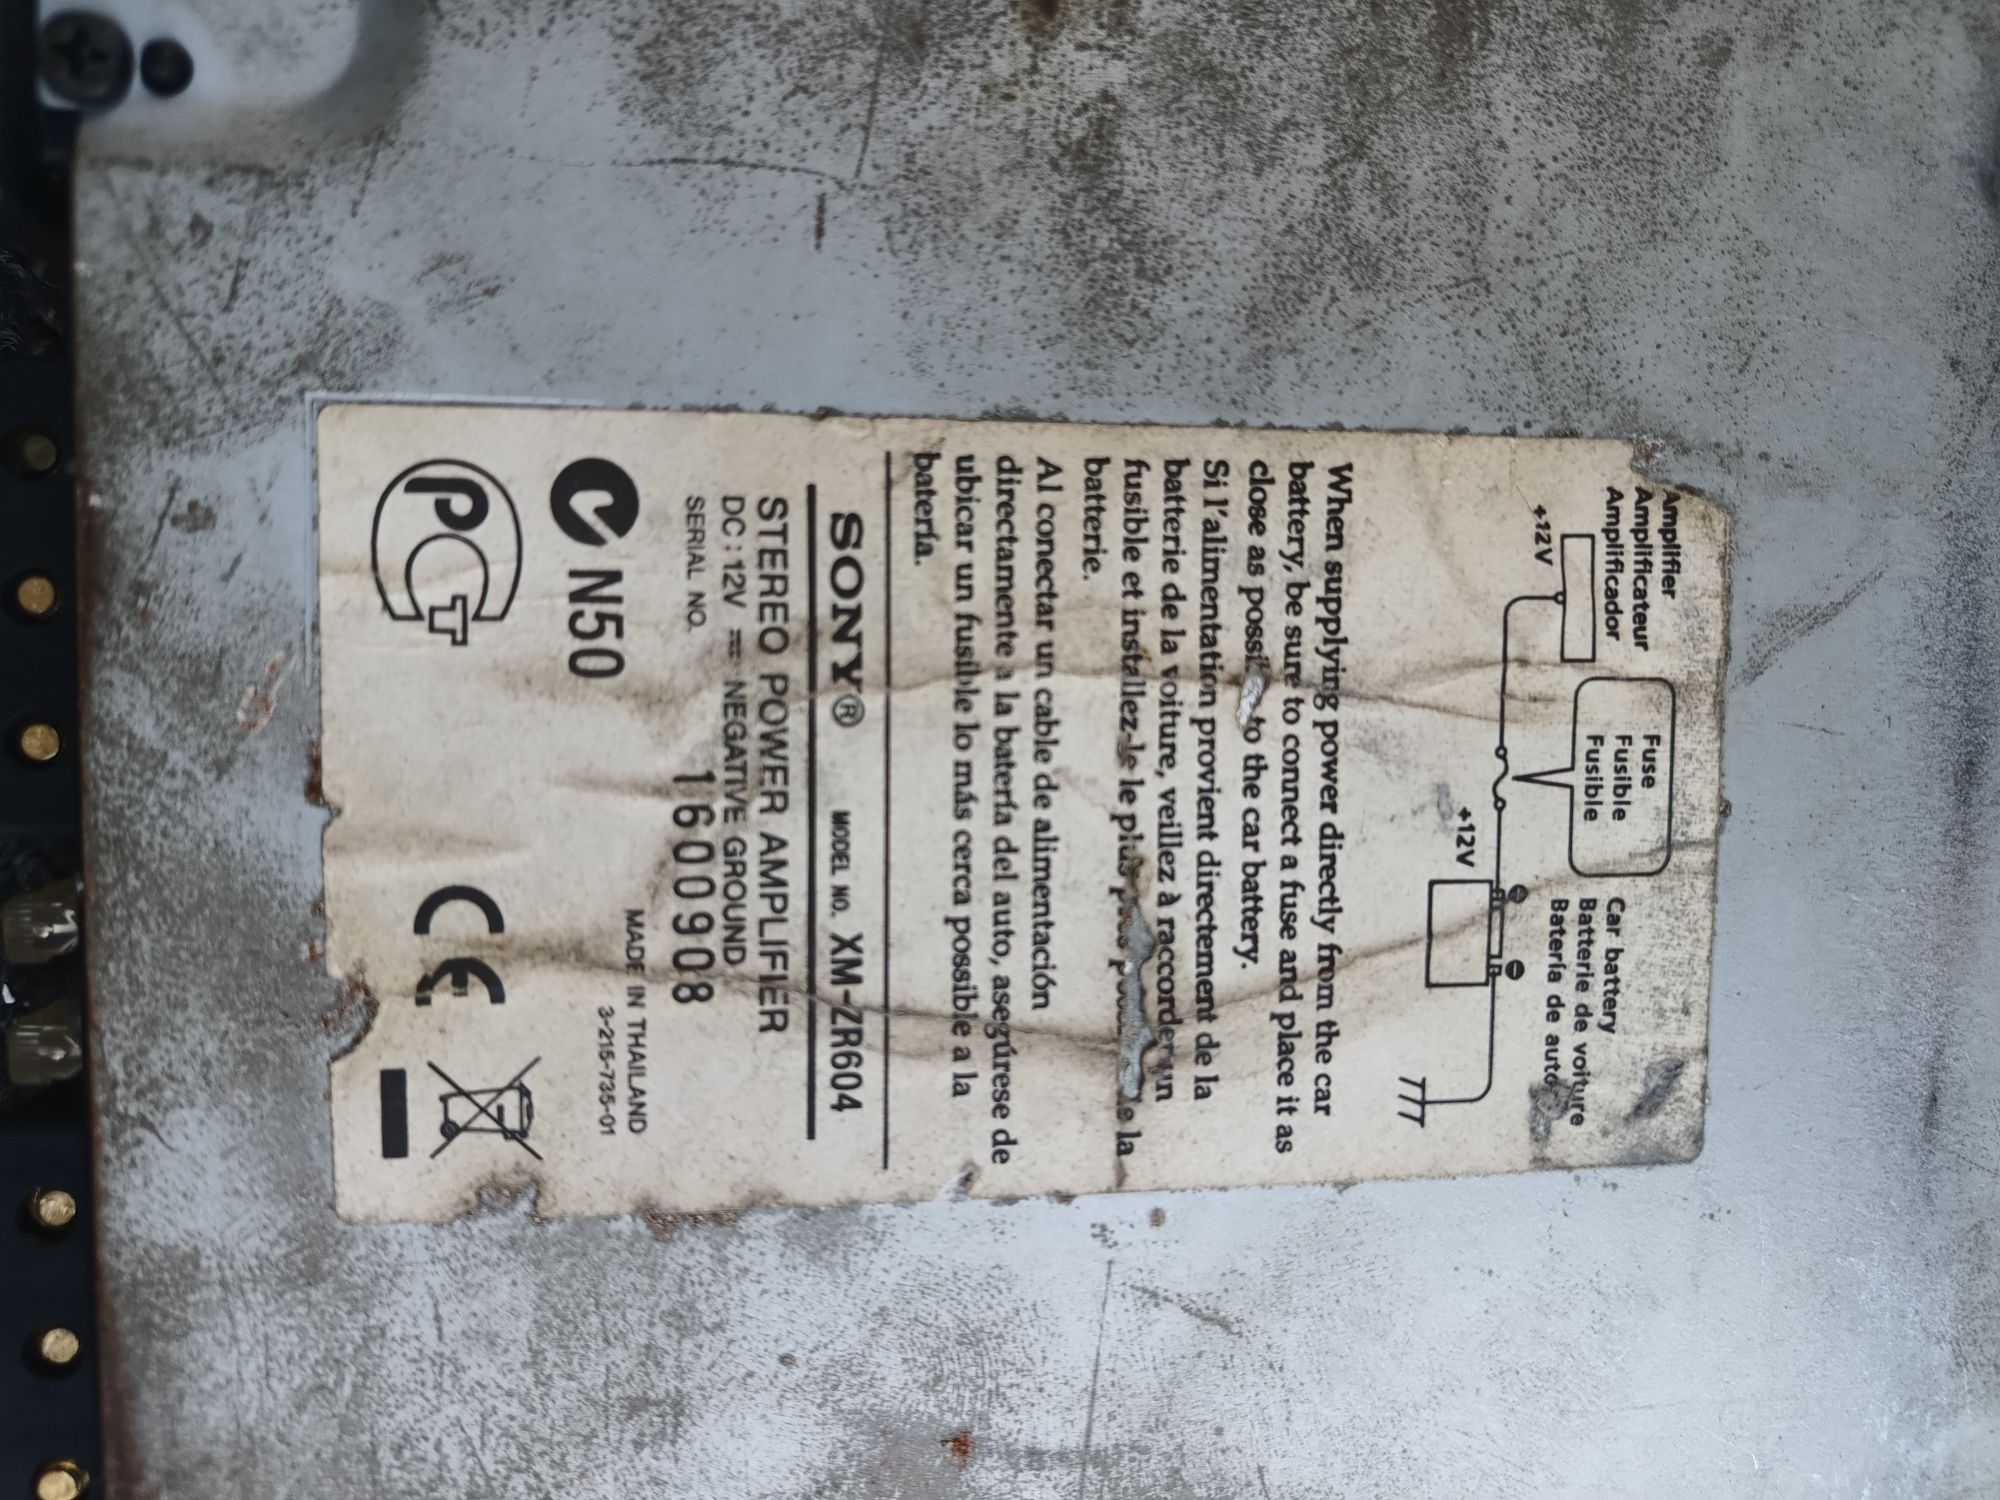 Amplifier
Amplificateur
Amplificador
+12V
Fuse
Fusible
Fusible
Car battery
Batterie de voiture
Batería de auto
+12V
When supplying power directly from the car
battery, be sure to connect a fuse and place it as
close as to the car battery.
Si l'alimentation provient directement de la
batterie de la voiture, veillez à raccorder un
fusible et installez-le le plus la
batterie.
Al conectar un cable de alimentación
directamente a la batería del auto, asegúrese de
ubicar un fusible lo más cerca possible a la
batería.
SONY® MODEL NO. XM-ZR604
STEREO POWER AMPLIFIER
DC:12V ⎓ NEGATIVE GROUND
SERIAL NO. 1600908
MADE IN THAILAND
3-215-735-01
N50
PCT
CE